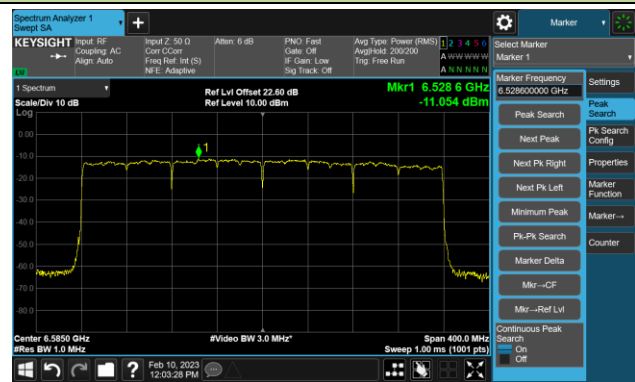 Spectrum Analyzer 1
Swept SA
+
Marker
KEYSIGHT
Input: RF
Coupling: AC
Align: Auto
Input Z: 50 Ω
Corr CCorr
Freq Ref: Int (S)
NFE: Adaptive
Atten: 6 dB
PNO: Fast
Gate: Off
IF Gain: Low
Sig Track: Off
Avg Type: Power (RMS)
Avg|Hold: 200/200
Trig: Free Run
1 2 3 4 5 6
A W W W W W
A N N N N N
Select Marker
Marker 1
LXI
1 Spectrum
Scale/Div 10 dB
Log
Ref Lvl Offset 22.60 dB
Ref Level 10.00 dBm
Mkr1 6.528 6 GHz
-11.054 dBm
0.00
-10.0
-20.0
-30.0
-40.0
-50.0
-60.0
-70.0
-80.0
1
Center 6.5850 GHz
#Res BW 1.0 MHz
#Video BW 3.0 MHz*
Span 400.0 MHz
Sweep 1.00 ms (1001 pts)
Marker Frequency
6.528600000 GHz
Peak Search
Next Peak
Next Pk Right
Next Pk Left
Minimum Peak
Pk-Pk Search
Marker Delta
Mkr→CF
Mkr→Ref Lvl
Continuous Peak
Search
On
Off
Settings
Peak
Search
Pk Search
Config
Properties
Marker
Function
Marker→
Counter
?
Feb 10, 2023
12:03:28 PM